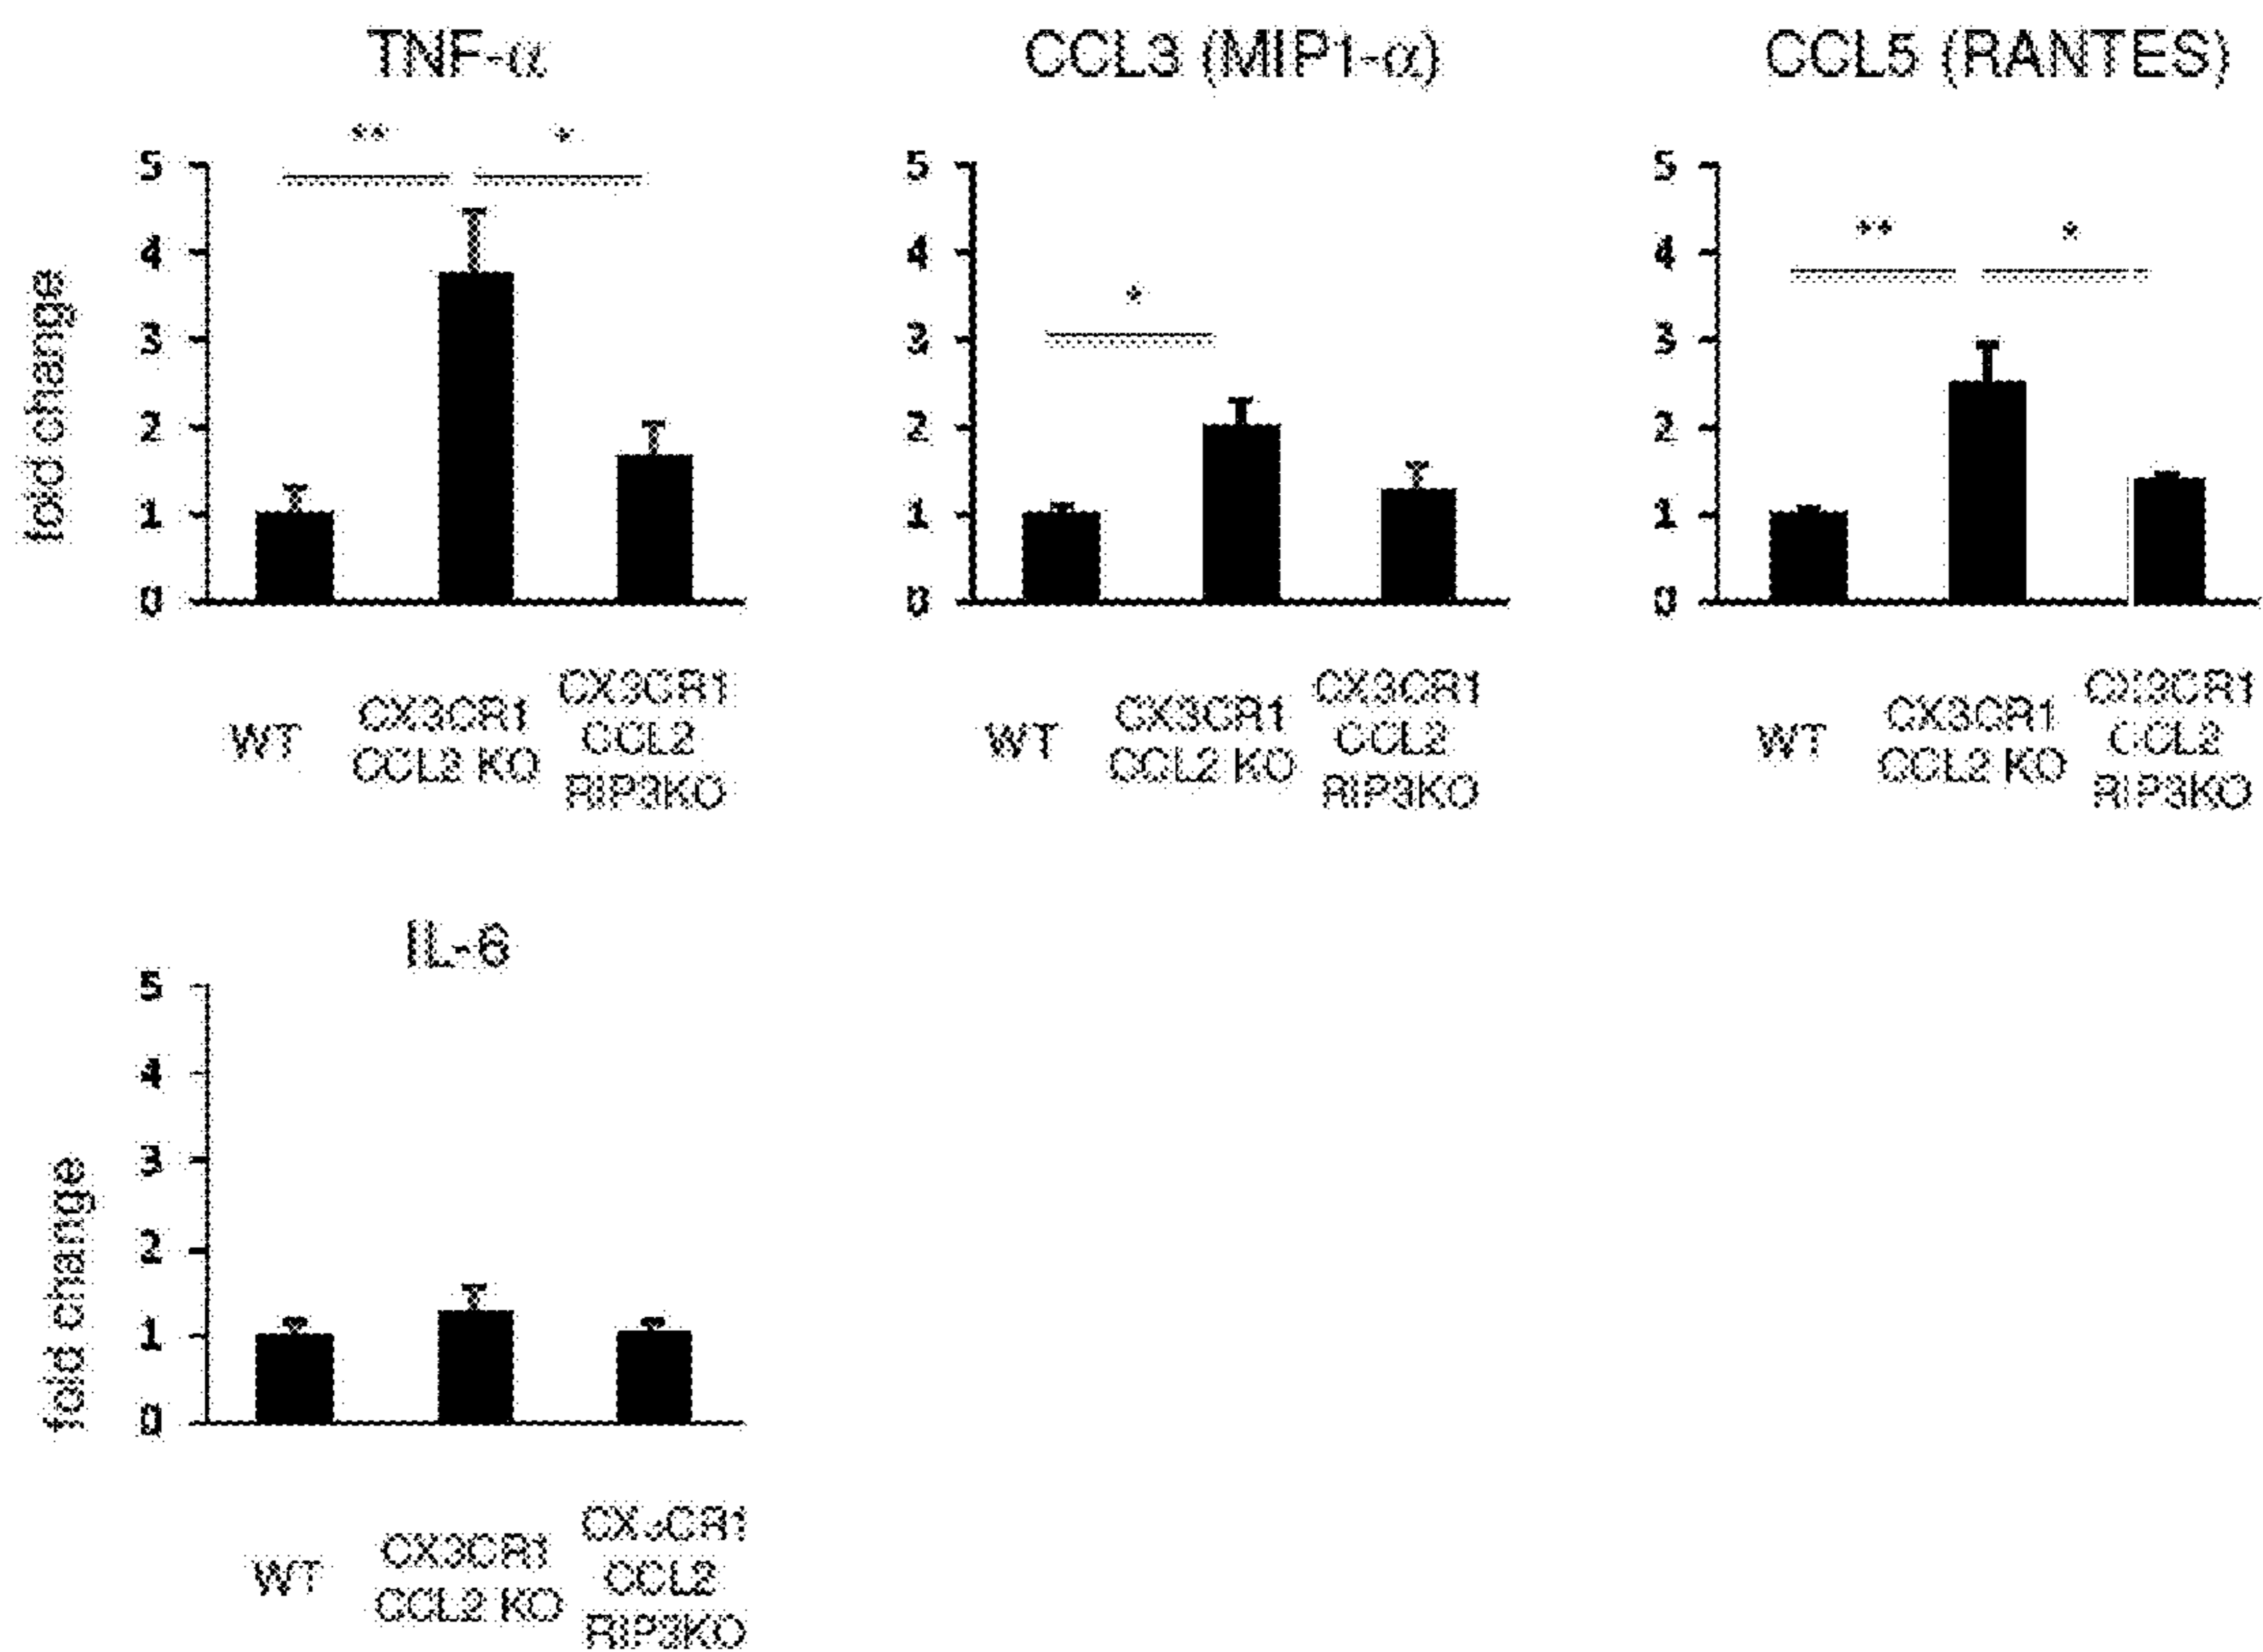 TNF-α
CCL3 (MIP1-α)
CCL5 (RANTES)
** *
*
** *
fold change
5
4
3
2
1
0
5
4
3
2
1
0
5
4
3
2
1
0
WT
CX3CR1
CCL2 KO
CX3CR1
CCL2
RIP3KO
WT
CX3CR1
CCL2 KO
CX3CR1
CCL2
RIP3KO
WT
CX3CR1
CCL2 KO
CX3CR1
CCL2
RIP3KO
IL-6
fold change
5
4
3
2
1
0
WT
CX3CR1
CCL2 KO
CX3CR1
CCL2
RIP3KO